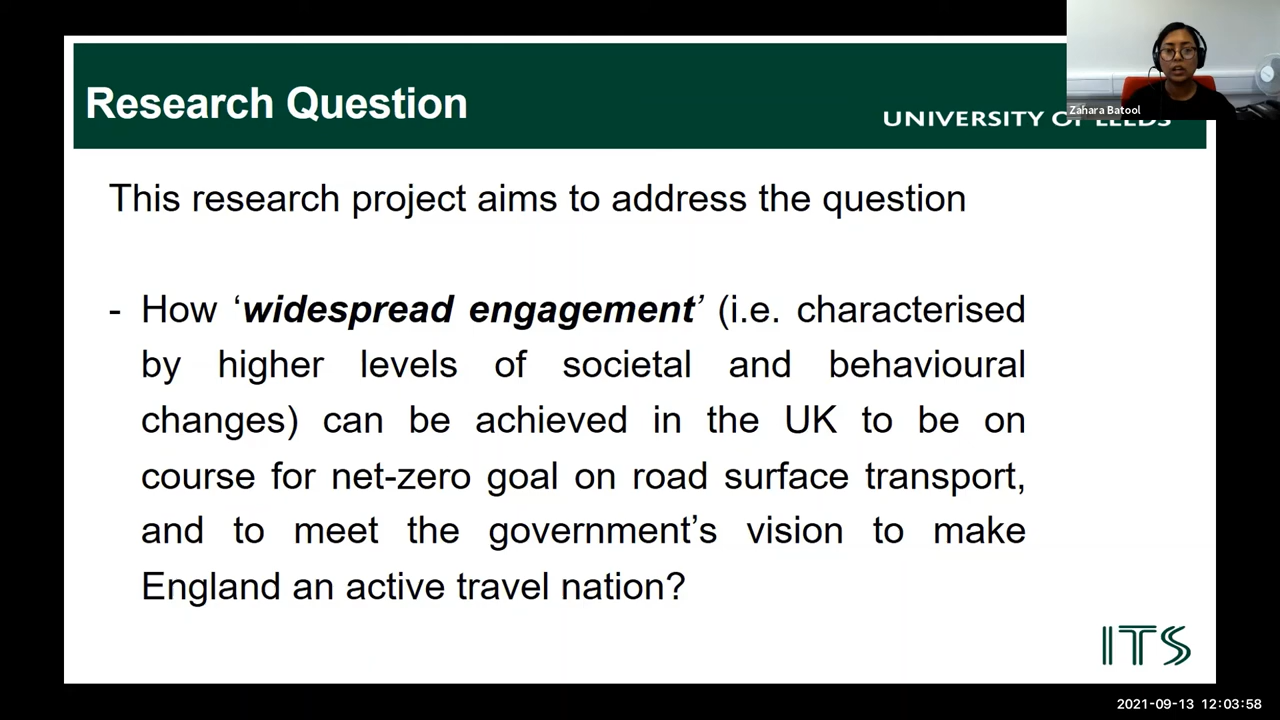 Research Question
UNIVERSITY OF LEEDS
Zahara Batool
This research project aims to address the question
- How ‘widespread engagement’ (i.e. characterised
by higher levels of societal and behavioural
changes) can be achieved in the UK to be on
course for net-zero goal on road surface transport,
and to meet the government’s vision to make
England an active travel nation?
ITS
2021-09-13 12:03:58